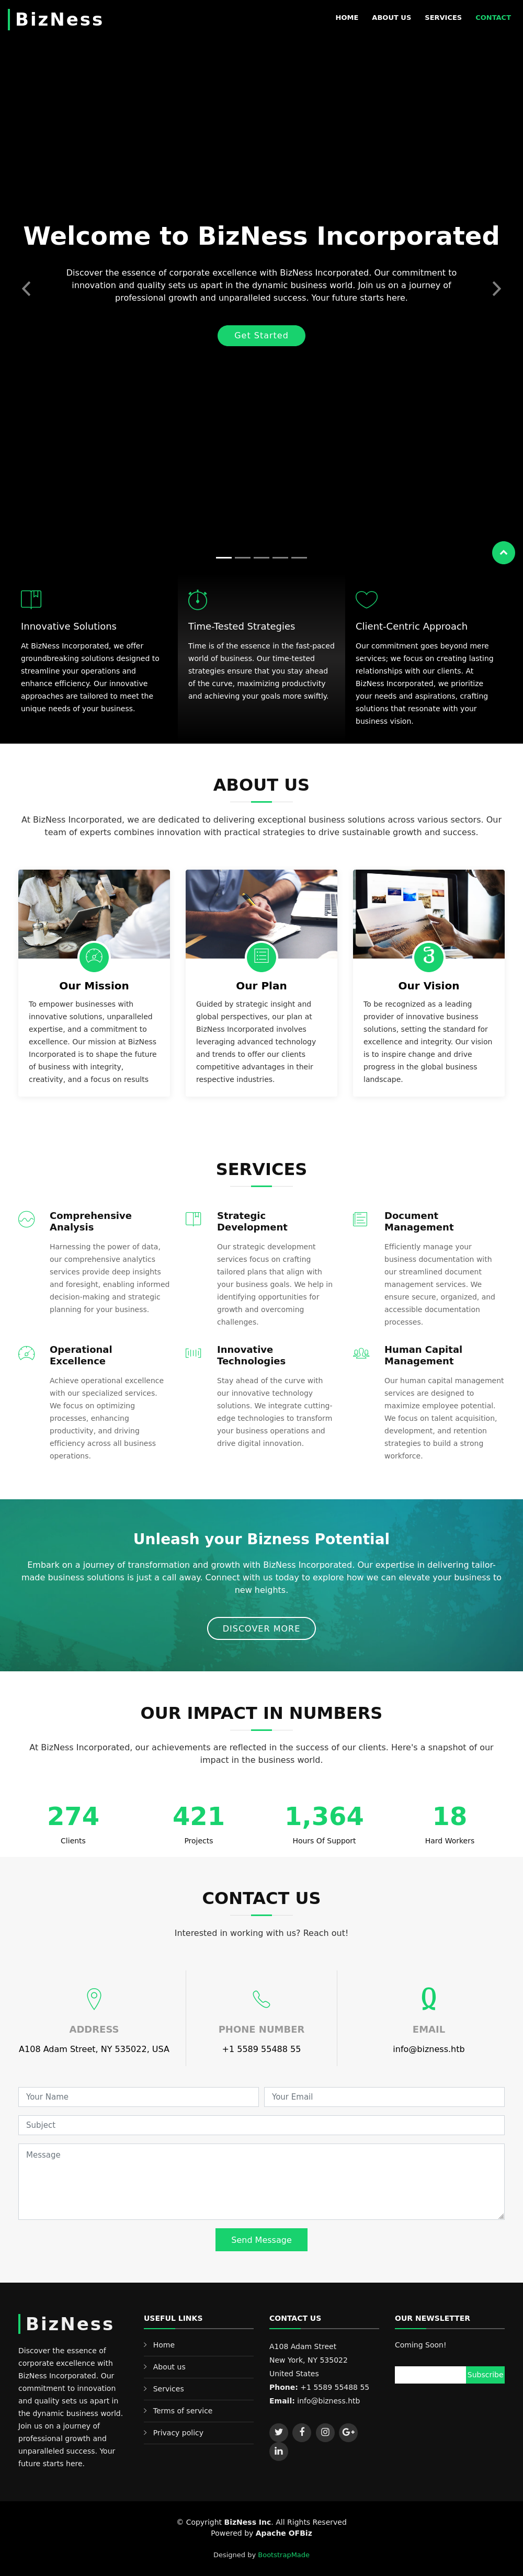 BizNess
HOME ABOUT US SERVICES CONTACT
Welcome to BizNess Incorporated
Discover the essence of corporate excellence with BizNess Incorporated. Our commitment to
innovation and quality sets us apart in the dynamic business world. Join us on a journey of
professional growth and unparalleled success. Your future starts here.
Get Started
Innovative Solutions
At BizNess Incorporated, we offer
groundbreaking solutions designed to
streamline your operations and
enhance efficiency. Our innovative
approaches are tailored to meet the
unique needs of your business.
Time-Tested Strategies
Time is of the essence in the fast-paced
world of business. Our time-tested
strategies ensure that you stay ahead
of the curve, maximizing productivity
and achieving your goals more swiftly.
Client-Centric Approach
Our commitment goes beyond mere
services; we focus on creating lasting
relationships with our clients. At
BizNess Incorporated, we prioritize
your needs and aspirations, crafting
solutions that resonate with your
business vision.
ABOUT US
At BizNess Incorporated, we are dedicated to delivering exceptional business solutions across various sectors. Our
team of experts combines innovation with practical strategies to drive sustainable growth and success.
Our Mission
To empower businesses with
innovative solutions, unparalleled
expertise, and a commitment to
excellence. Our mission at BizNess
Incorporated is to shape the future
of business with integrity,
creativity, and a focus on results
Our Plan
Guided by strategic insight and
global perspectives, our plan at
BizNess Incorporated involves
leveraging advanced technology
and trends to offer our clients
competitive advantages in their
respective industries.
Our Vision
To be recognized as a leading
provider of innovative business
solutions, setting the standard for
excellence and integrity. Our vision
is to inspire change and drive
progress in the global business
landscape.
SERVICES
Comprehensive
Analysis
Harnessing the power of data,
our comprehensive analytics
services provide deep insights
and foresight, enabling informed
decision-making and strategic
planning for your business.
Strategic
Development
Our strategic development
services focus on crafting
tailored plans that align with
your business goals. We help in
identifying opportunities for
growth and overcoming
challenges.
Document
Management
Efficiently manage your
business documentation with
our streamlined document
management services. We
ensure secure, organized, and
accessible documentation
processes.
Operational
Excellence
Achieve operational excellence
with our specialized services.
We focus on optimizing
processes, enhancing
productivity, and driving
efficiency across all business
operations.
Innovative
Technologies
Stay ahead of the curve with
our innovative technology
solutions. We integrate cutting-
edge technologies to transform
your business operations and
drive digital innovation.
Human Capital
Management
Our human capital management
services are designed to
maximize employee potential.
We focus on talent acquisition,
development, and retention
strategies to build a strong
workforce.
Unleash your Bizness Potential
Embark on a journey of transformation and growth with BizNess Incorporated. Our expertise in delivering tailor-
made business solutions is just a call away. Connect with us today to explore how we can elevate your business to
new heights.
DISCOVER MORE
OUR IMPACT IN NUMBERS
At BizNess Incorporated, our achievements are reflected in the success of our clients. Here's a snapshot of our
impact in the business world.
274 421 1,364 18
Clients Projects Hours Of Support Hard Workers
CONTACT US
Interested in working with us? Reach out!
ADDRESS
A108 Adam Street, NY 535022, USA
PHONE NUMBER
+1 5589 55488 55
EMAIL
info@bizness.htb
Your Name
Your Email
Subject
Message
Send Message
BizNess
Discover the essence of
corporate excellence with
BizNess Incorporated. Our
commitment to innovation
and quality sets us apart in
the dynamic business world.
Join us on a journey of
professional growth and
unparalleled success. Your
future starts here.
USEFUL LINKS
Home
About us
Services
Terms of service
Privacy policy
CONTACT US
A108 Adam Street
New York, NY 535022
United States
Phone: +1 5589 55488 55
Email: info@bizness.htb
OUR NEWSLETTER
Coming Soon!
Subscribe
© Copyright BizNess Inc. All Rights Reserved
Powered by Apache OFBiz
Designed by BootstrapMade